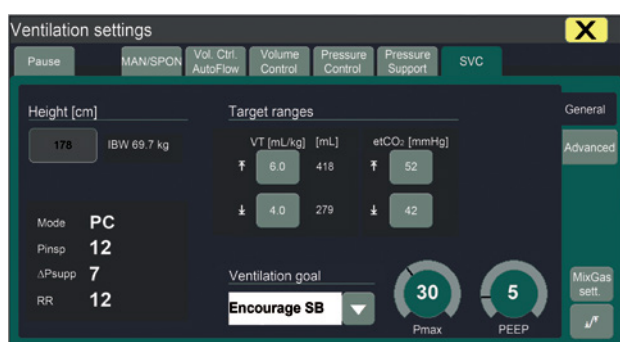 Ventilation settings
X
Pause
MAN/SPON
Vol. Ctrl.
AutoFlow
Volume
Control
Pressure
Control
Pressure
Support
SVC
General
Advanced
Height [cm]
178 IBW 69.7 kg
Target ranges
VT [mL/kg] [mL] etCO₂ [mmHg]
6.0 418 52
4.0 279 42
Mode PC
Pinsp 12
ΔPsupp 7
RR 12
Ventilation goal
Encourage SB
30
Pmax
5
PEEP
MixGas
sett.